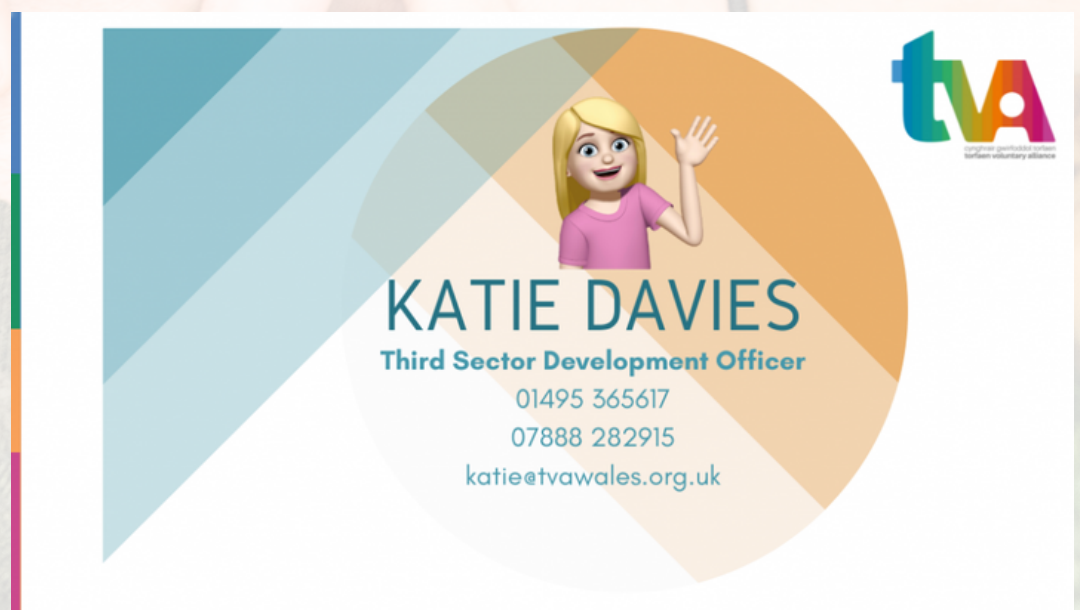 tvA
cynghrair gwirfoddol torfaen
torfaen voluntary alliance
KATIE DAVIES
Third Sector Development Officer
01495 365617
07888 282915
katie@tvawales.org.uk